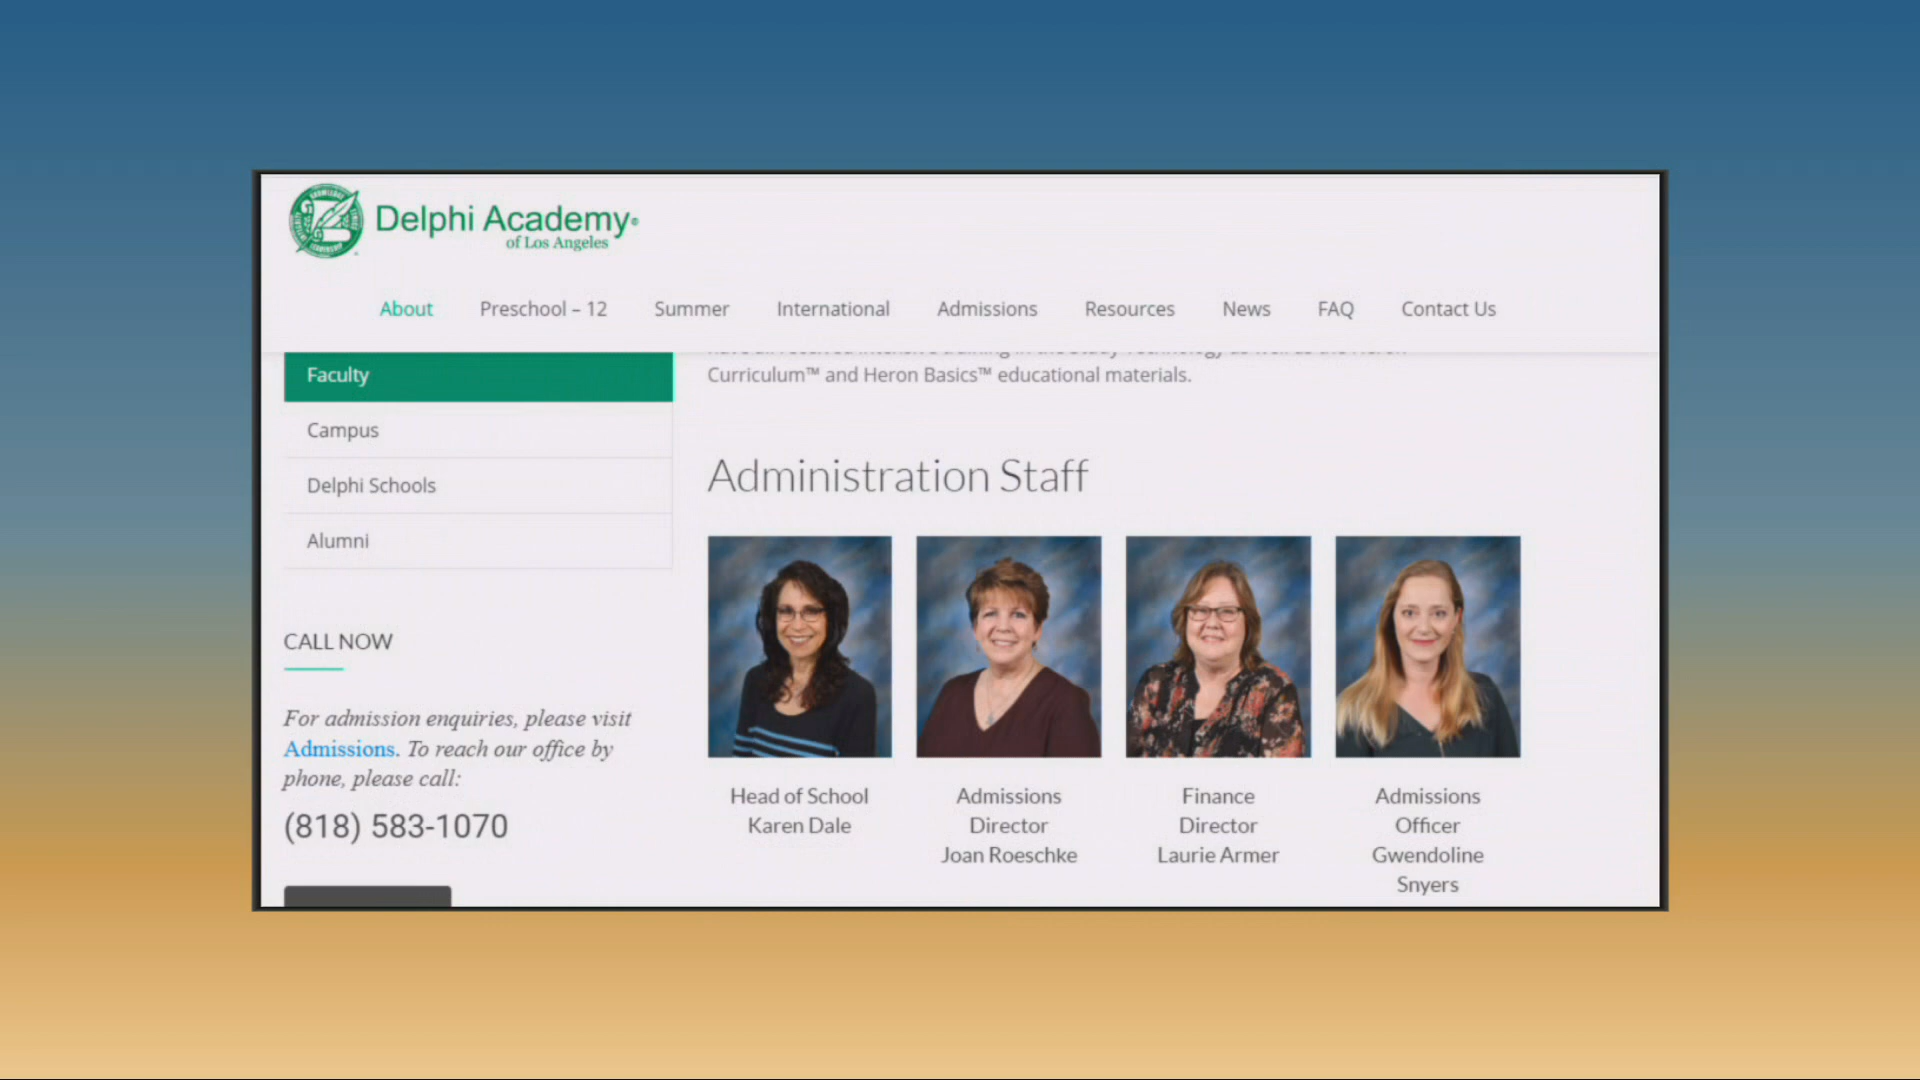 Delphi Academy®
of Los Angeles
About Preschool – 12 Summer International Admissions Resources News FAQ Contact Us
Faculty
Campus
Delphi Schools
Alumni
CALL NOW
For admission enquiries, please visit
Admissions. To reach our office by
phone, please call:
(818) 583-1070
Curriculum™ and Heron Basics™ educational materials.
Administration Staff
Head of School
Karen Dale
Admissions
Director
Joan Roeschke
Finance
Director
Laurie Armer
Admissions
Officer
Gwendoline
Snyers